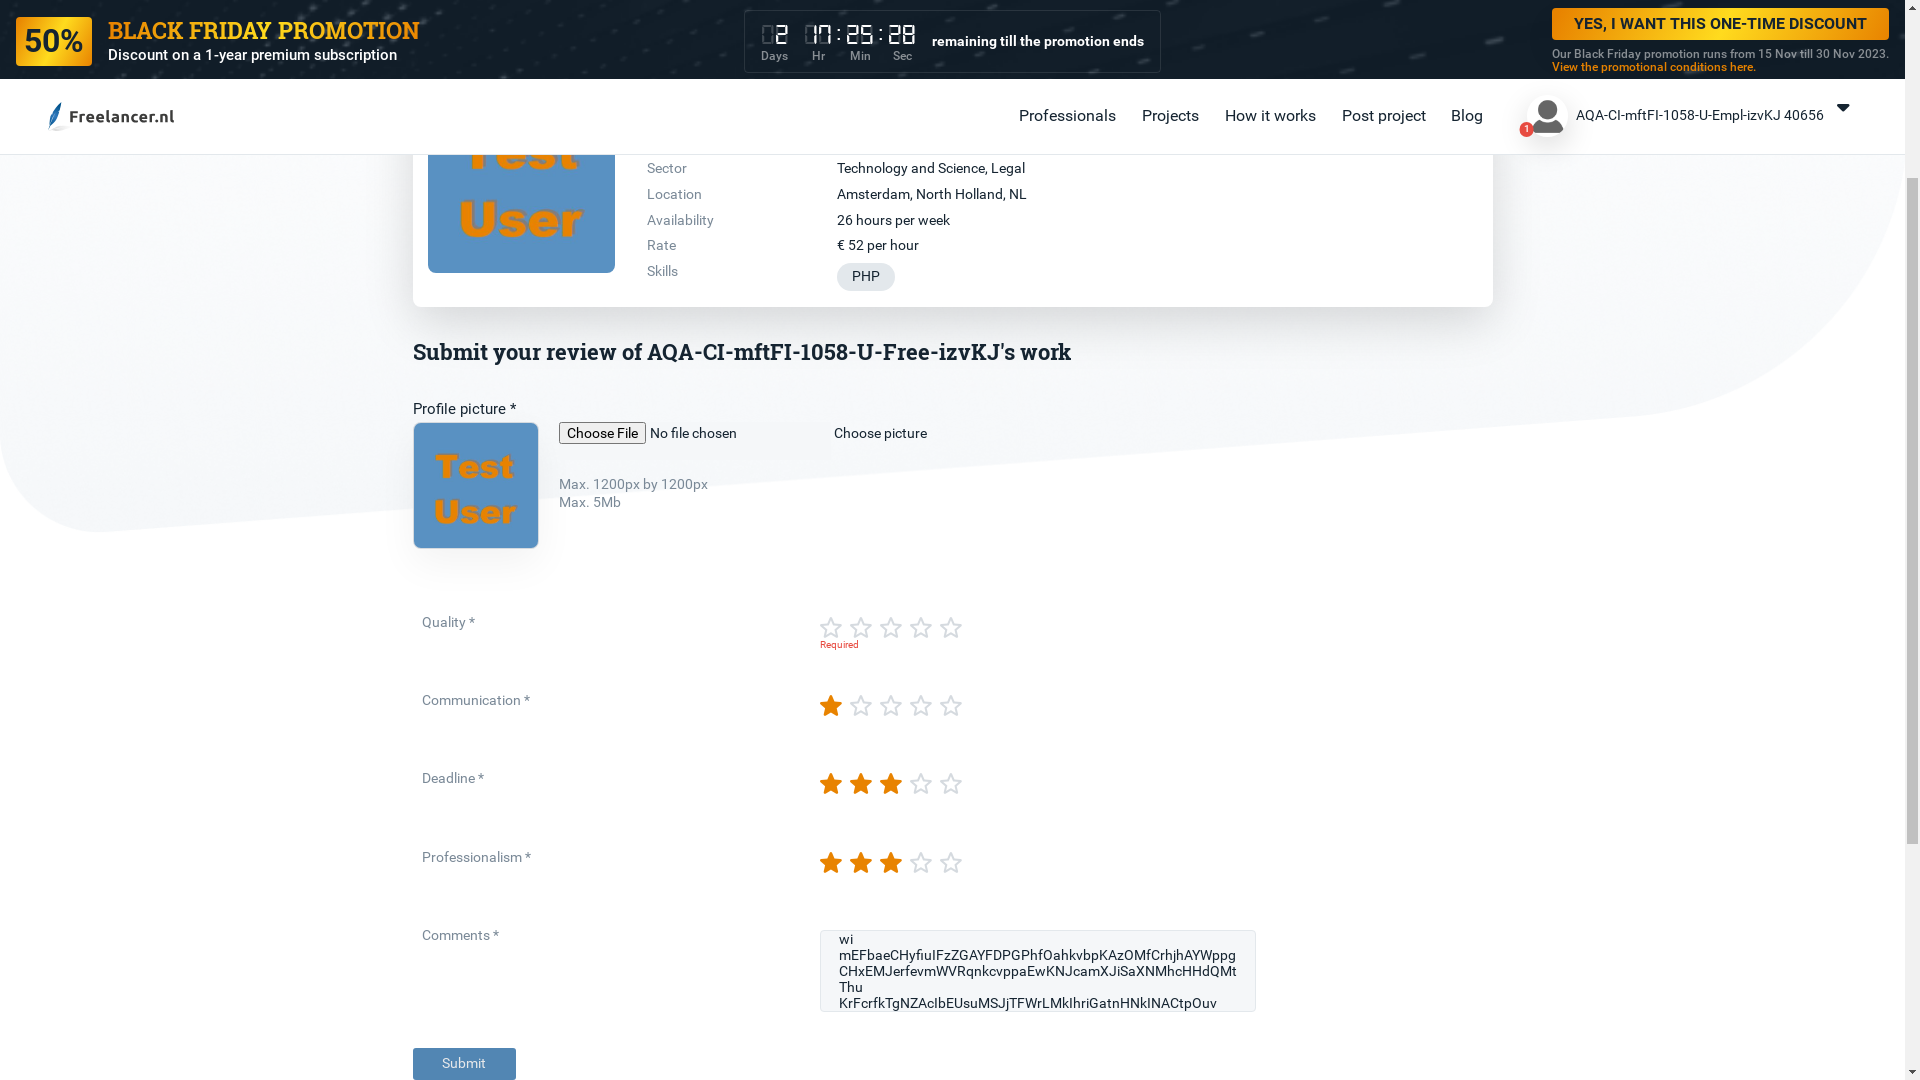 50%
BLACK FRIDAY PROMOTION
Discount on a 1-year premium subscription
2 17 : 25 : 28
Days Hr Min Sec
remaining till the promotion ends
YES, I WANT THIS ONE-TIME DISCOUNT
Our Black Friday promotion runs from 15 Nov till 30 Nov 2023.
View the promotional conditions here.
Freelancer.nl
Professionals Projects How it works Post project Blog
1
AQA-CI-mftFI-1058-U-Empl-izvKJ 40656
Test
User
Sector Technology and Science, Legal
Location Amsterdam, North Holland, NL
Availability 26 hours per week
Rate € 52 per hour
Skills PHP
Submit your review of AQA-CI-mftFI-1058-U-Free-izvKJ's work
Profile picture *
Test
User
Choose File No file chosen Choose picture
Max. 1200px by 1200px
Max. 5Mb
Quality *
Required
Communication *
Deadline *
Professionalism *
Comments *
wi
mEFbaeCHyfiuIFzZGAYFDPGPhfOahkvbpKAzOMfCrhjhAYWppg
CHxEMJerfevmWVRqnkcvppaEwKNJcamXJiSaXNMhcHHdQMt
Thu
KrFcrfkTgNZAcIbEUsuMSJjTFWrLMkIhriGatnHNkINACtpOuv
Submit